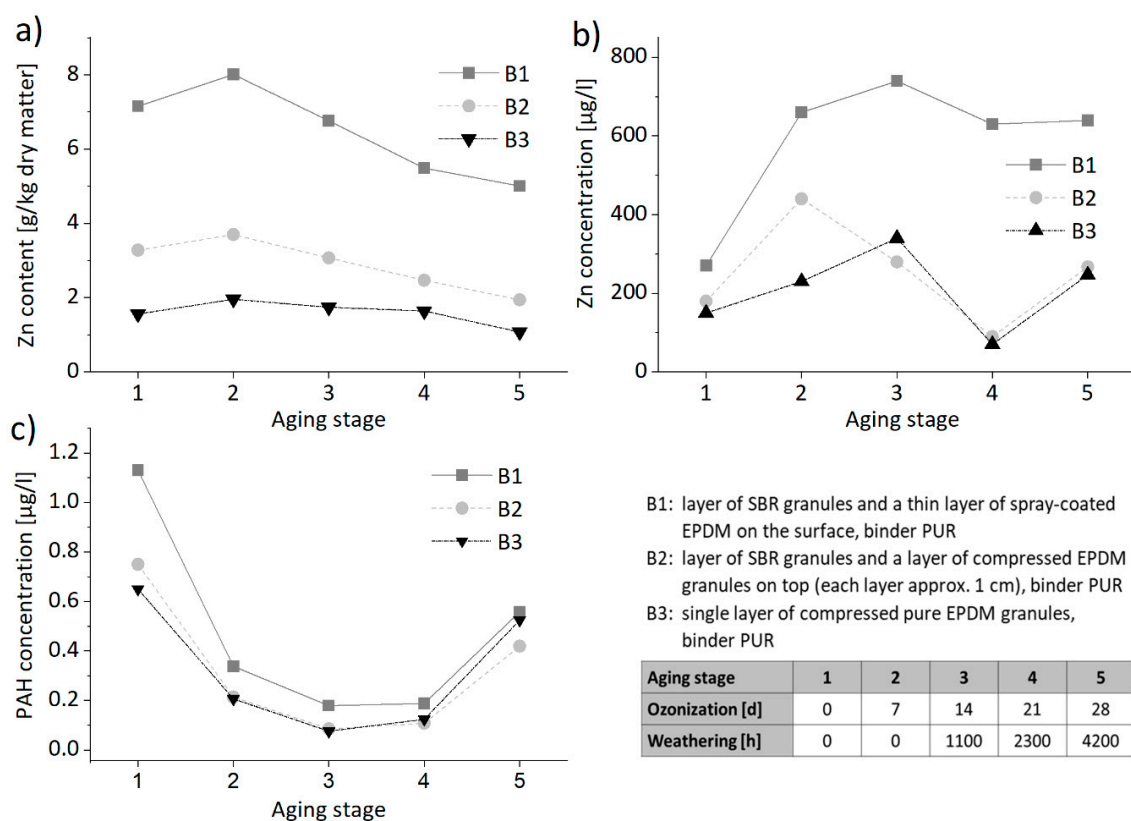 a)
Zn content [g/kg dry matter]
8
6
4
2
0
B1
B2
B3
1 2 3 4 5
Aging stage
b)
Zn concentration [µg/l]
800
600
400
200
0
B1
B2
B3
1 2 3 4 5
Aging stage
c)
PAH concentration [µg/l]
1.2
1.0
0.8
0.6
0.4
0.2
0.0
B1
B2
B3
1 2 3 4 5
Aging stage
B1: layer of SBR granules and a thin layer of spray-coated
EPDM on the surface, binder PUR
B2: layer of SBR granules and a layer of compressed EPDM
granules on top (each layer approx. 1 cm), binder PUR
B3: single layer of compressed pure EPDM granules,
binder PUR
Aging stage 1 2 3 4 5
Ozonization [d] 0 7 14 21 28
Weathering [h] 0 0 1100 2300 4200